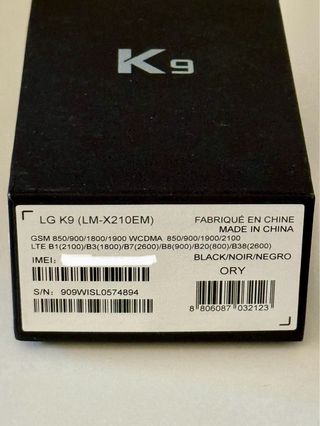 K9
LG K9 (LM-X210EM)
FABRIQUÉ EN CHINE
MADE IN CHINA
GSM 850/900/1800/1900 WCDMA 850/900/1900/2100
LTE B1(2100)/B3(1800)/B7(2600)/B8(900)/B20(800)/B38(2600)
IMEI:
BLACK/NOIR/NEGRO
ORY
S/N: 909WISL0574894
8 806087 032123